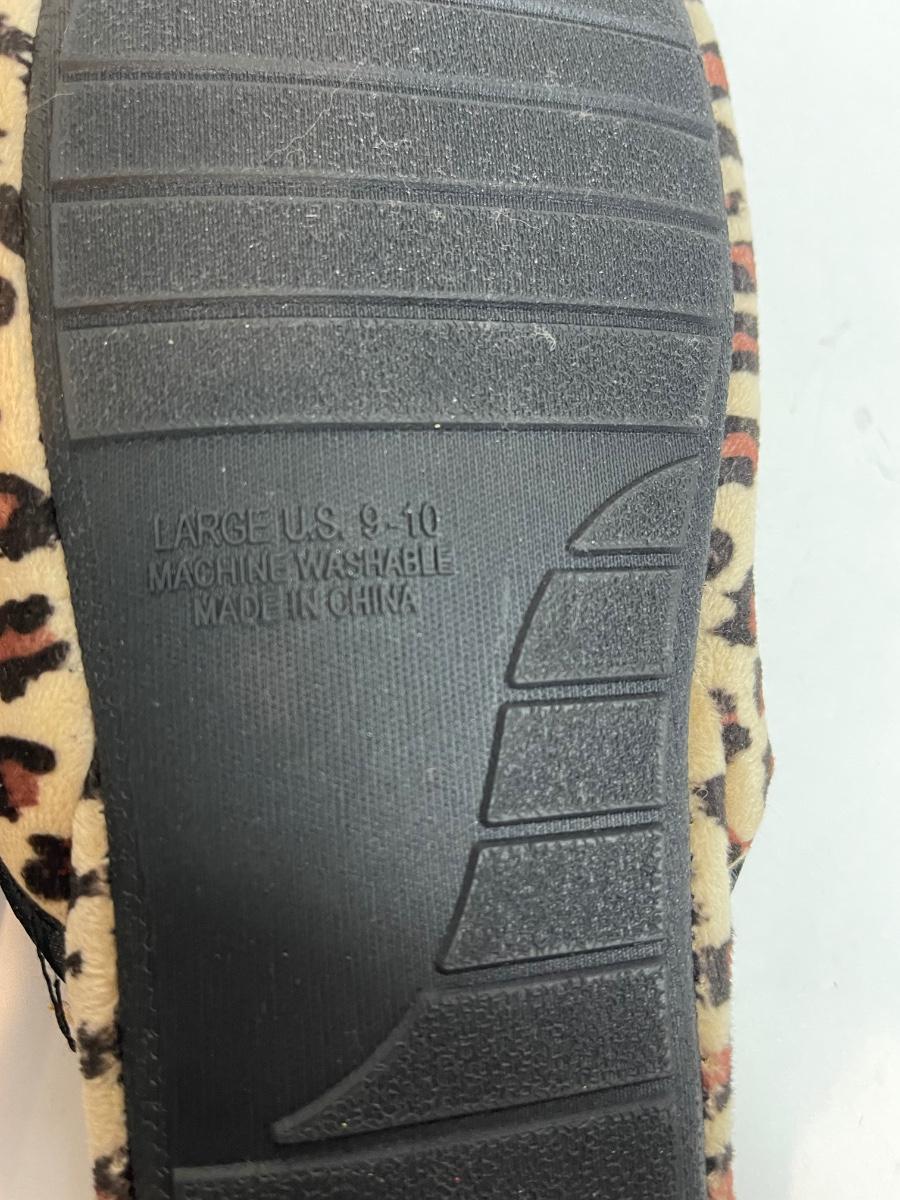 LARGE U.S. 9-10
MACHINE WASHABLE
MADE IN CHINA